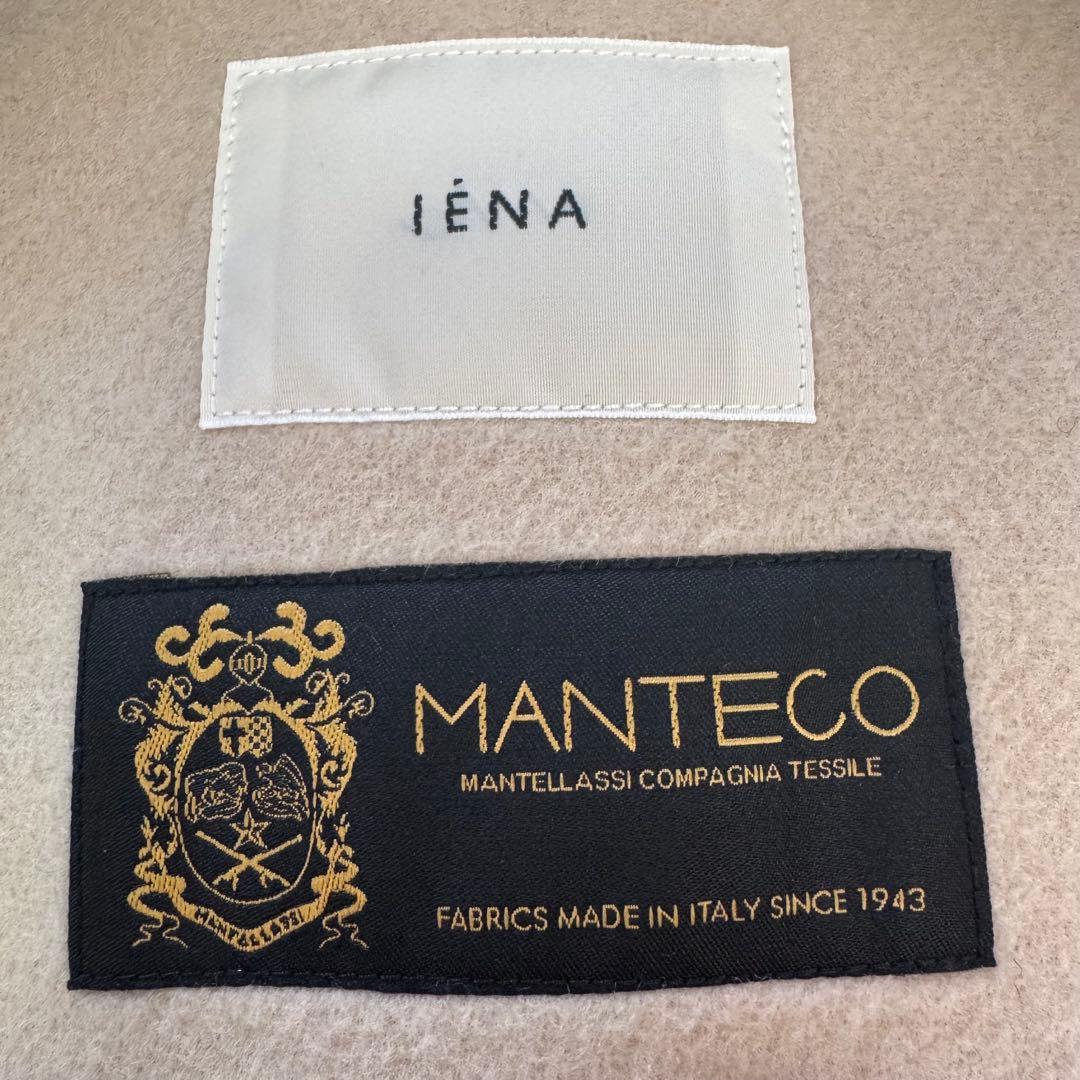 IÉNA
MANTECO
MANTELLASSI COMPAGNIA TESSILE
FABRICS MADE IN ITALY SINCE 1943